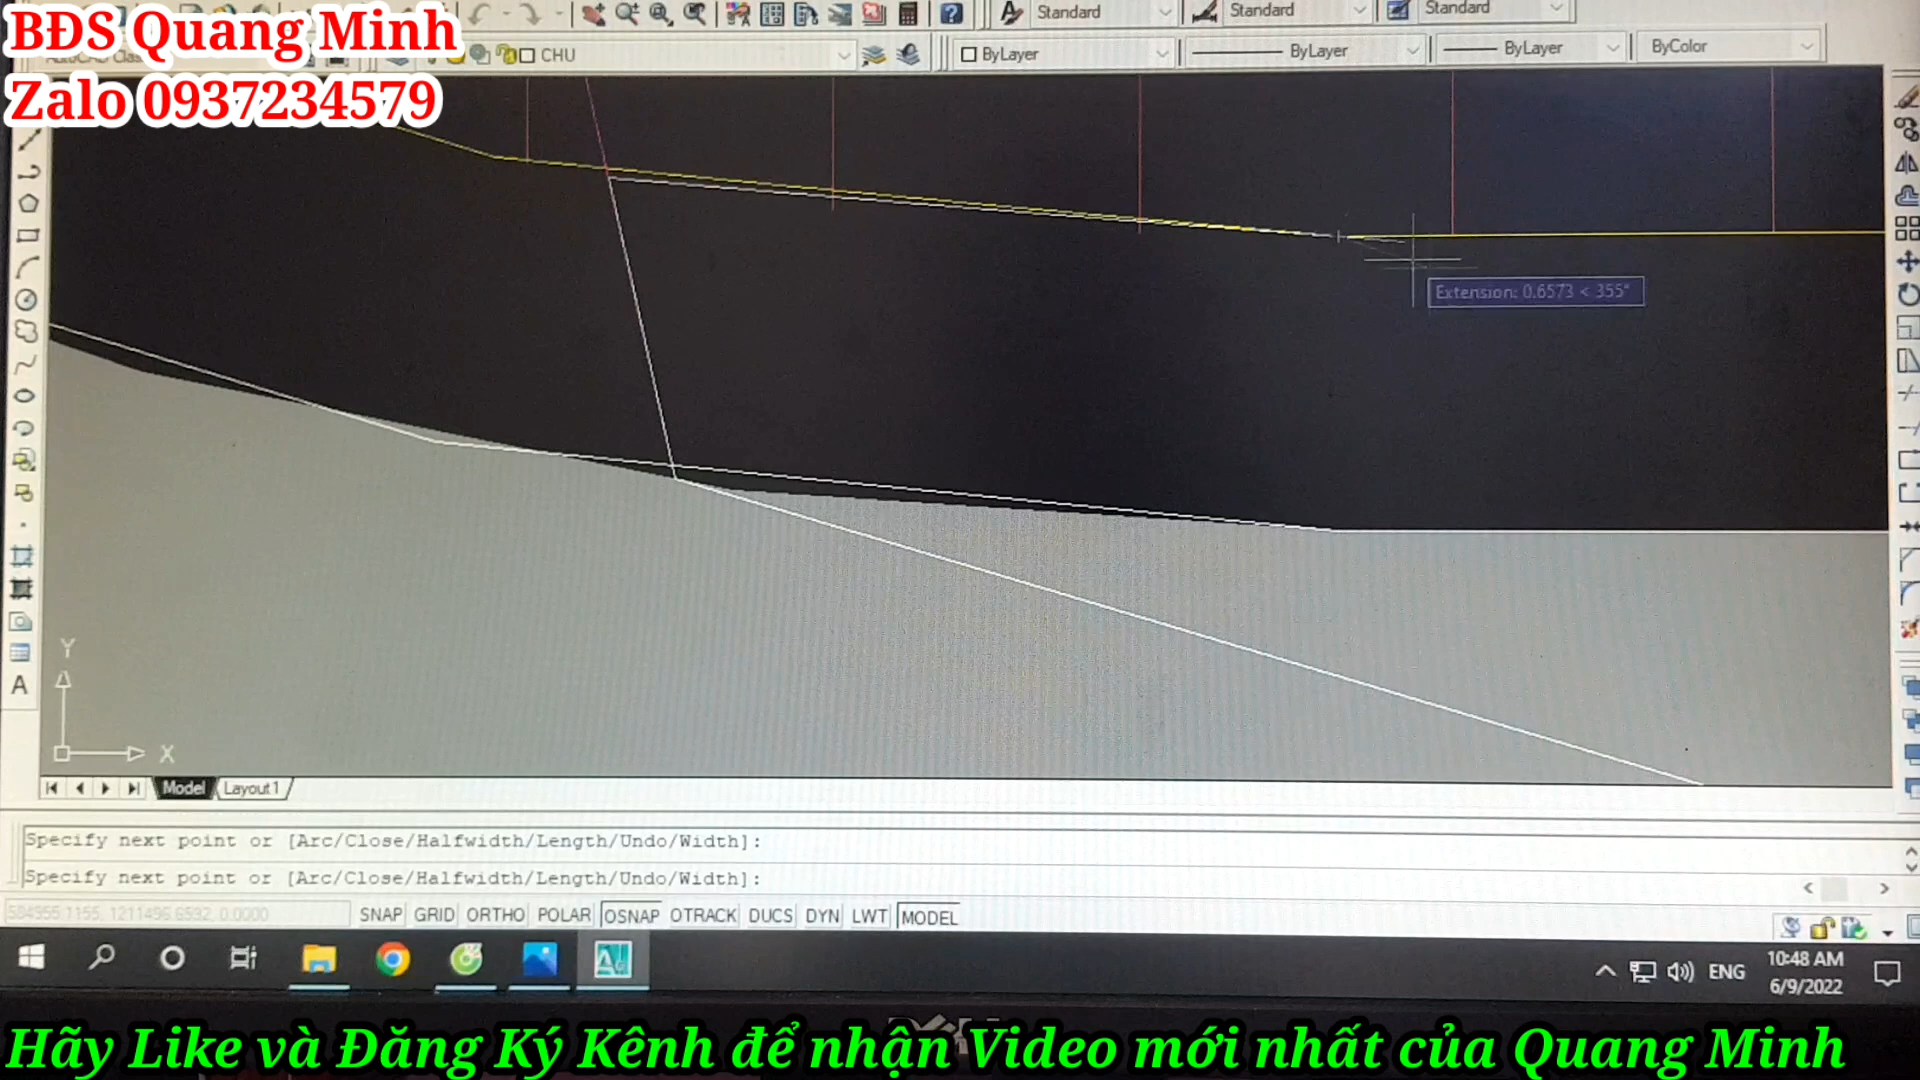 BĐS Quang Minh
Zalo 0937234579
Standard
Standard
Standard
CHU
ByLayer
ByLayer
ByLayer
ByColor
Extension: 0.6573 < 355°
Y
X
A
Model
Layout1
Specify next point or [Arc/Close/Halfwidth/Length/Undo/Width]:
Specify next point or [Arc/Close/Halfwidth/Length/Undo/Width]:
SNAP GRID ORTHO POLAR OSNAP OTRACK DUCS DYN LWT MODEL
ENG
10:48 AM
6/9/2022
Hãy Like và Đăng Ký Kênh để nhận Video mới nhất của Quang Minh